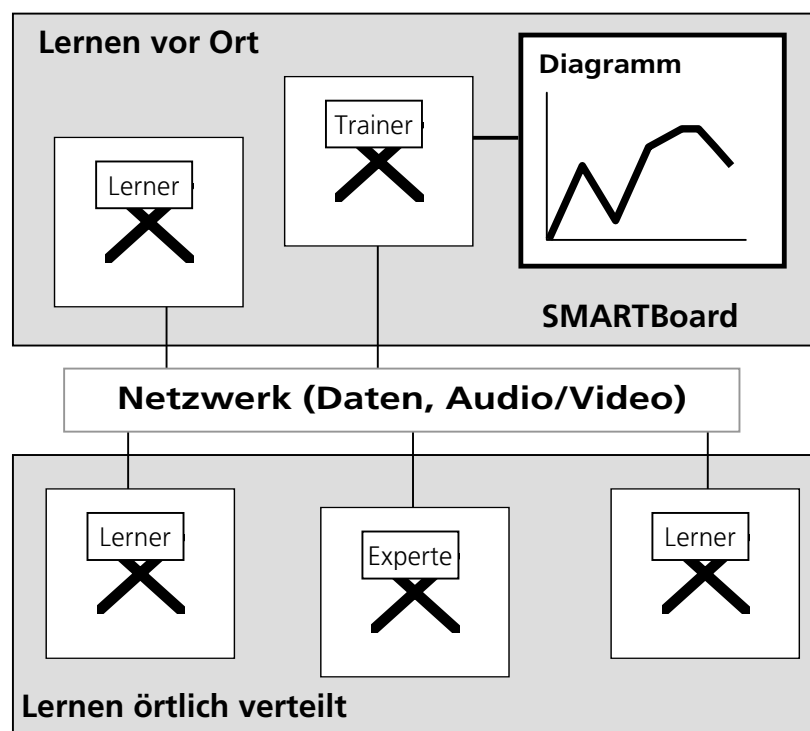 Lernen vor Ort
Diagramm
Trainer
Lerner
SMARTBoard
Netzwerk (Daten, Audio/Video)
Lerner
Experte
Lerner
Lernen örtlich verteilt